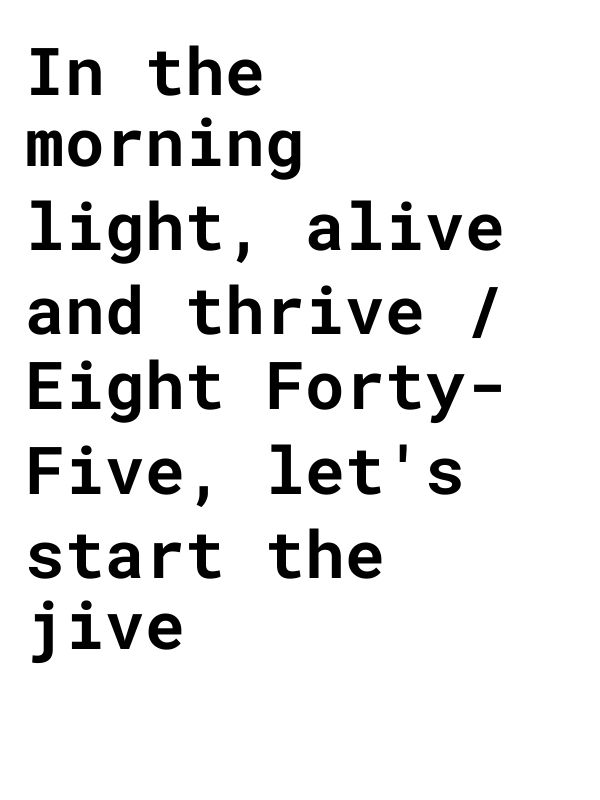 In the
morning
light, alive
and thrive /
Eight Forty-
Five, let's
start the
jive